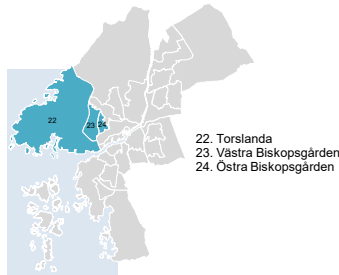 22
23
24
22. Torslanda
23. Västra Biskopsgården
24. Östra Biskopsgården